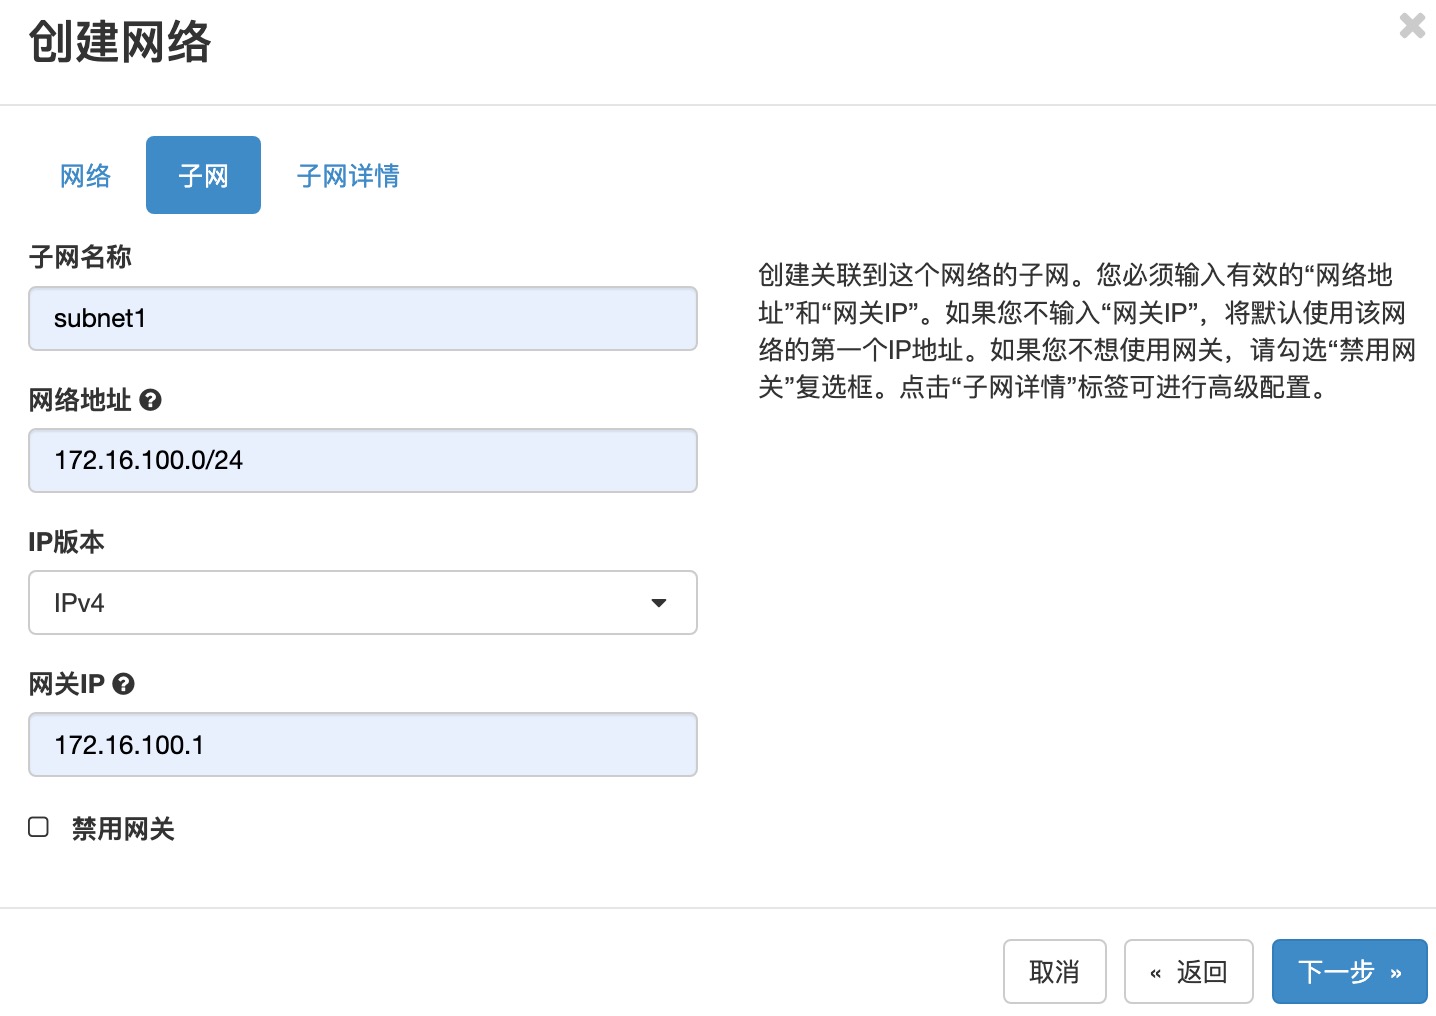 创建网络
网络
子网
子网详情
子网名称
subnet1
网络地址
172.16.100.0/24
IP版本
IPv4
网关IP
172.16.100.1
禁用网关
创建关联到这个网络的子网。您必须输入有效的“网络地
址”和“网关IP”。如果您不输入“网关IP”，将默认使用该网
络的第一个IP地址。如果您不想使用网关，请勾选“禁用网
关”复选框。点击“子网详情”标签可进行高级配置。
取消
« 返回
下一步 »